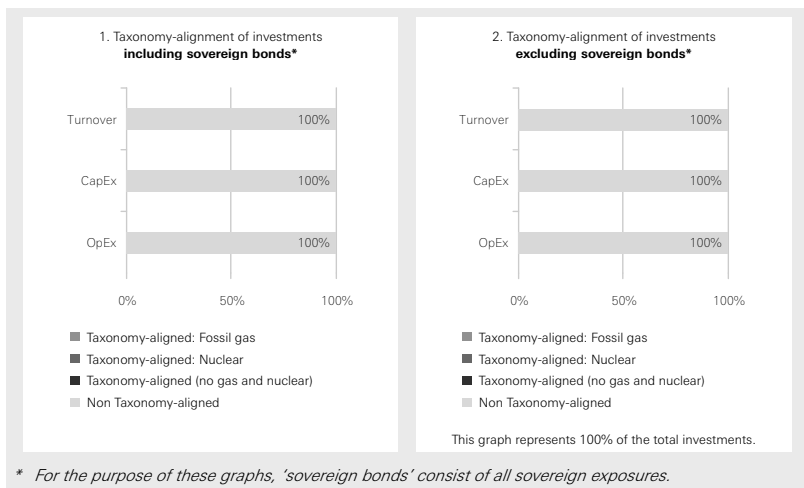 1. Taxonomy-alignment of investments
including sovereign bonds*
Turnover
100%
CapEx
100%
OpEx
100%
0%
50%
100%
Taxonomy-aligned: Fossil gas
Taxonomy-aligned: Nuclear
Taxonomy-aligned (no gas and nuclear)
Non Taxonomy-aligned
2. Taxonomy-alignment of investments
excluding sovereign bonds*
Turnover
100%
CapEx
100%
OpEx
100%
0%
50%
100%
Taxonomy-aligned: Fossil gas
Taxonomy-aligned: Nuclear
Taxonomy-aligned (no gas and nuclear)
Non Taxonomy-aligned
This graph represents 100% of the total investments.
* For the purpose of these graphs, ‘sovereign bonds’ consist of all sovereign exposures.